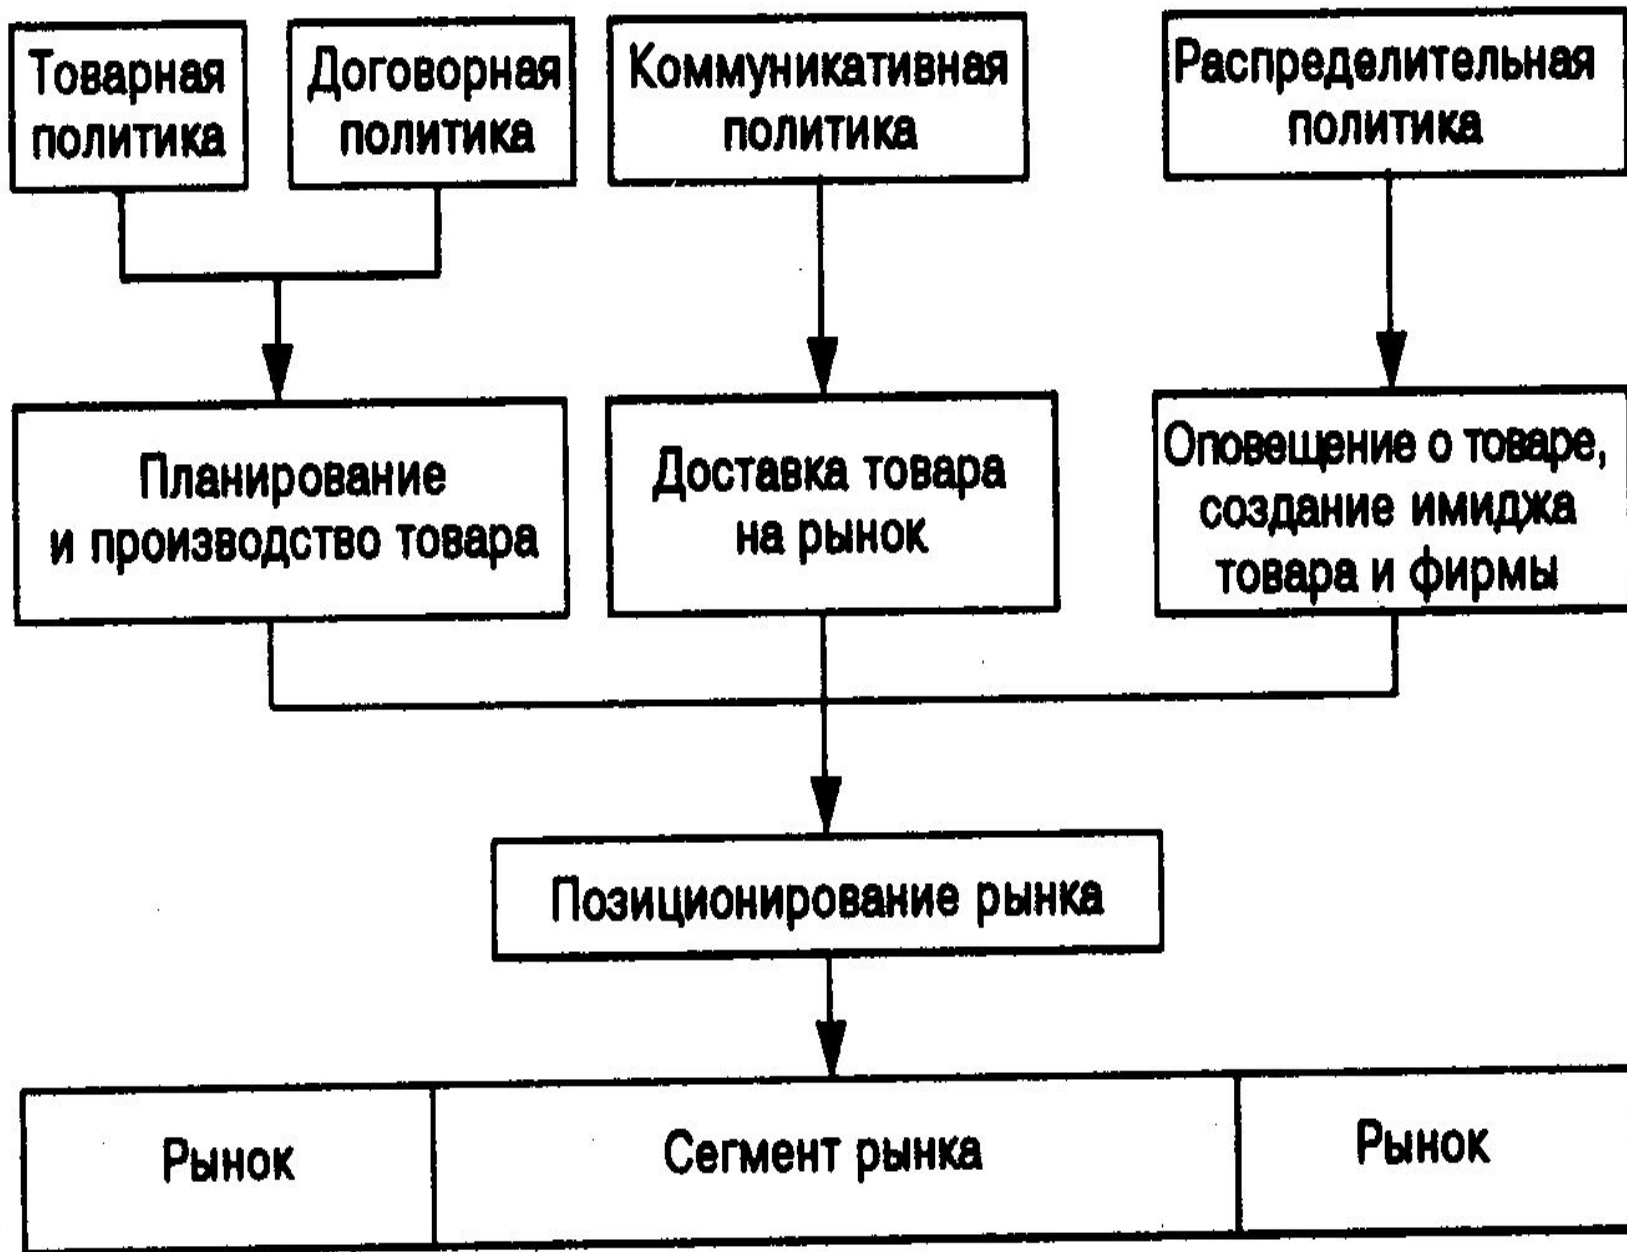 Товарная
политика
Договорная
политика
Коммуникативная
политика
Распределительная
политика
Планирование
и производство товара
Доставка товара
на рынок
Оповещение о товаре,
создание имиджа
товара и фирмы
Позиционирование рынка
Рынок
Сегмент рынка
Рынок